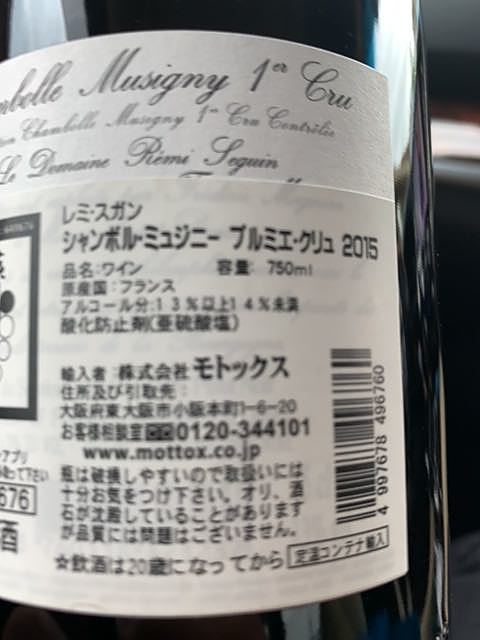 Musigny 1er Cru
Chambolle Musigny 1er Cru Contrôlée
Le Domaine Rémi Seguin
レミ・スガン
シャンボル・ミュジニー プルミエ・クリュ 2015
品名:ワイン 容量: 750ml
原産国:フランス
アルコール分:13%以上14%未満
酸化防止剤(亜硫酸塩)
輸入者:株式会社モトックス
住所及び引取先:
大阪府東大阪市小阪本町1-6-20
お客様相談室 0120-344101
www.mottox.co.jp
瓶は破損しやすいので取扱いには
十分お気をつけ下さい。オリ、酒
石が沈殿していることがあります
が品質には問題はございません。
☆飲酒は20歳になってから 定温コンテナ輸入
4 997678 496760
アプリ
下さい
676
酒